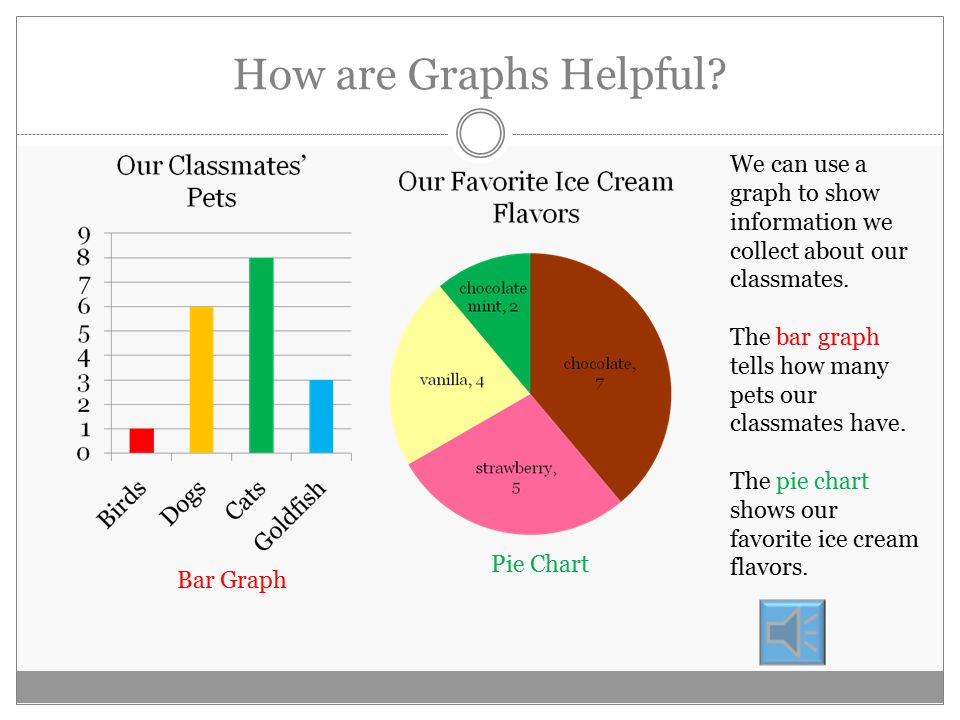 How are Graphs Helpful?
Our Classmates’
Pets
9
8
7
6
5
4
3
2
1
0
Birds
Dogs
Cats
Goldfish
Bar Graph
Our Favorite Ice Cream
Flavors
chocolate
mint, 2
chocolate,
7
vanilla, 4
strawberry,
5
Pie Chart
We can use a
graph to show
information we
collect about our
classmates.
The bar graph
tells how many
pets our
classmates have.
The pie chart
shows our
favorite ice cream
flavors.